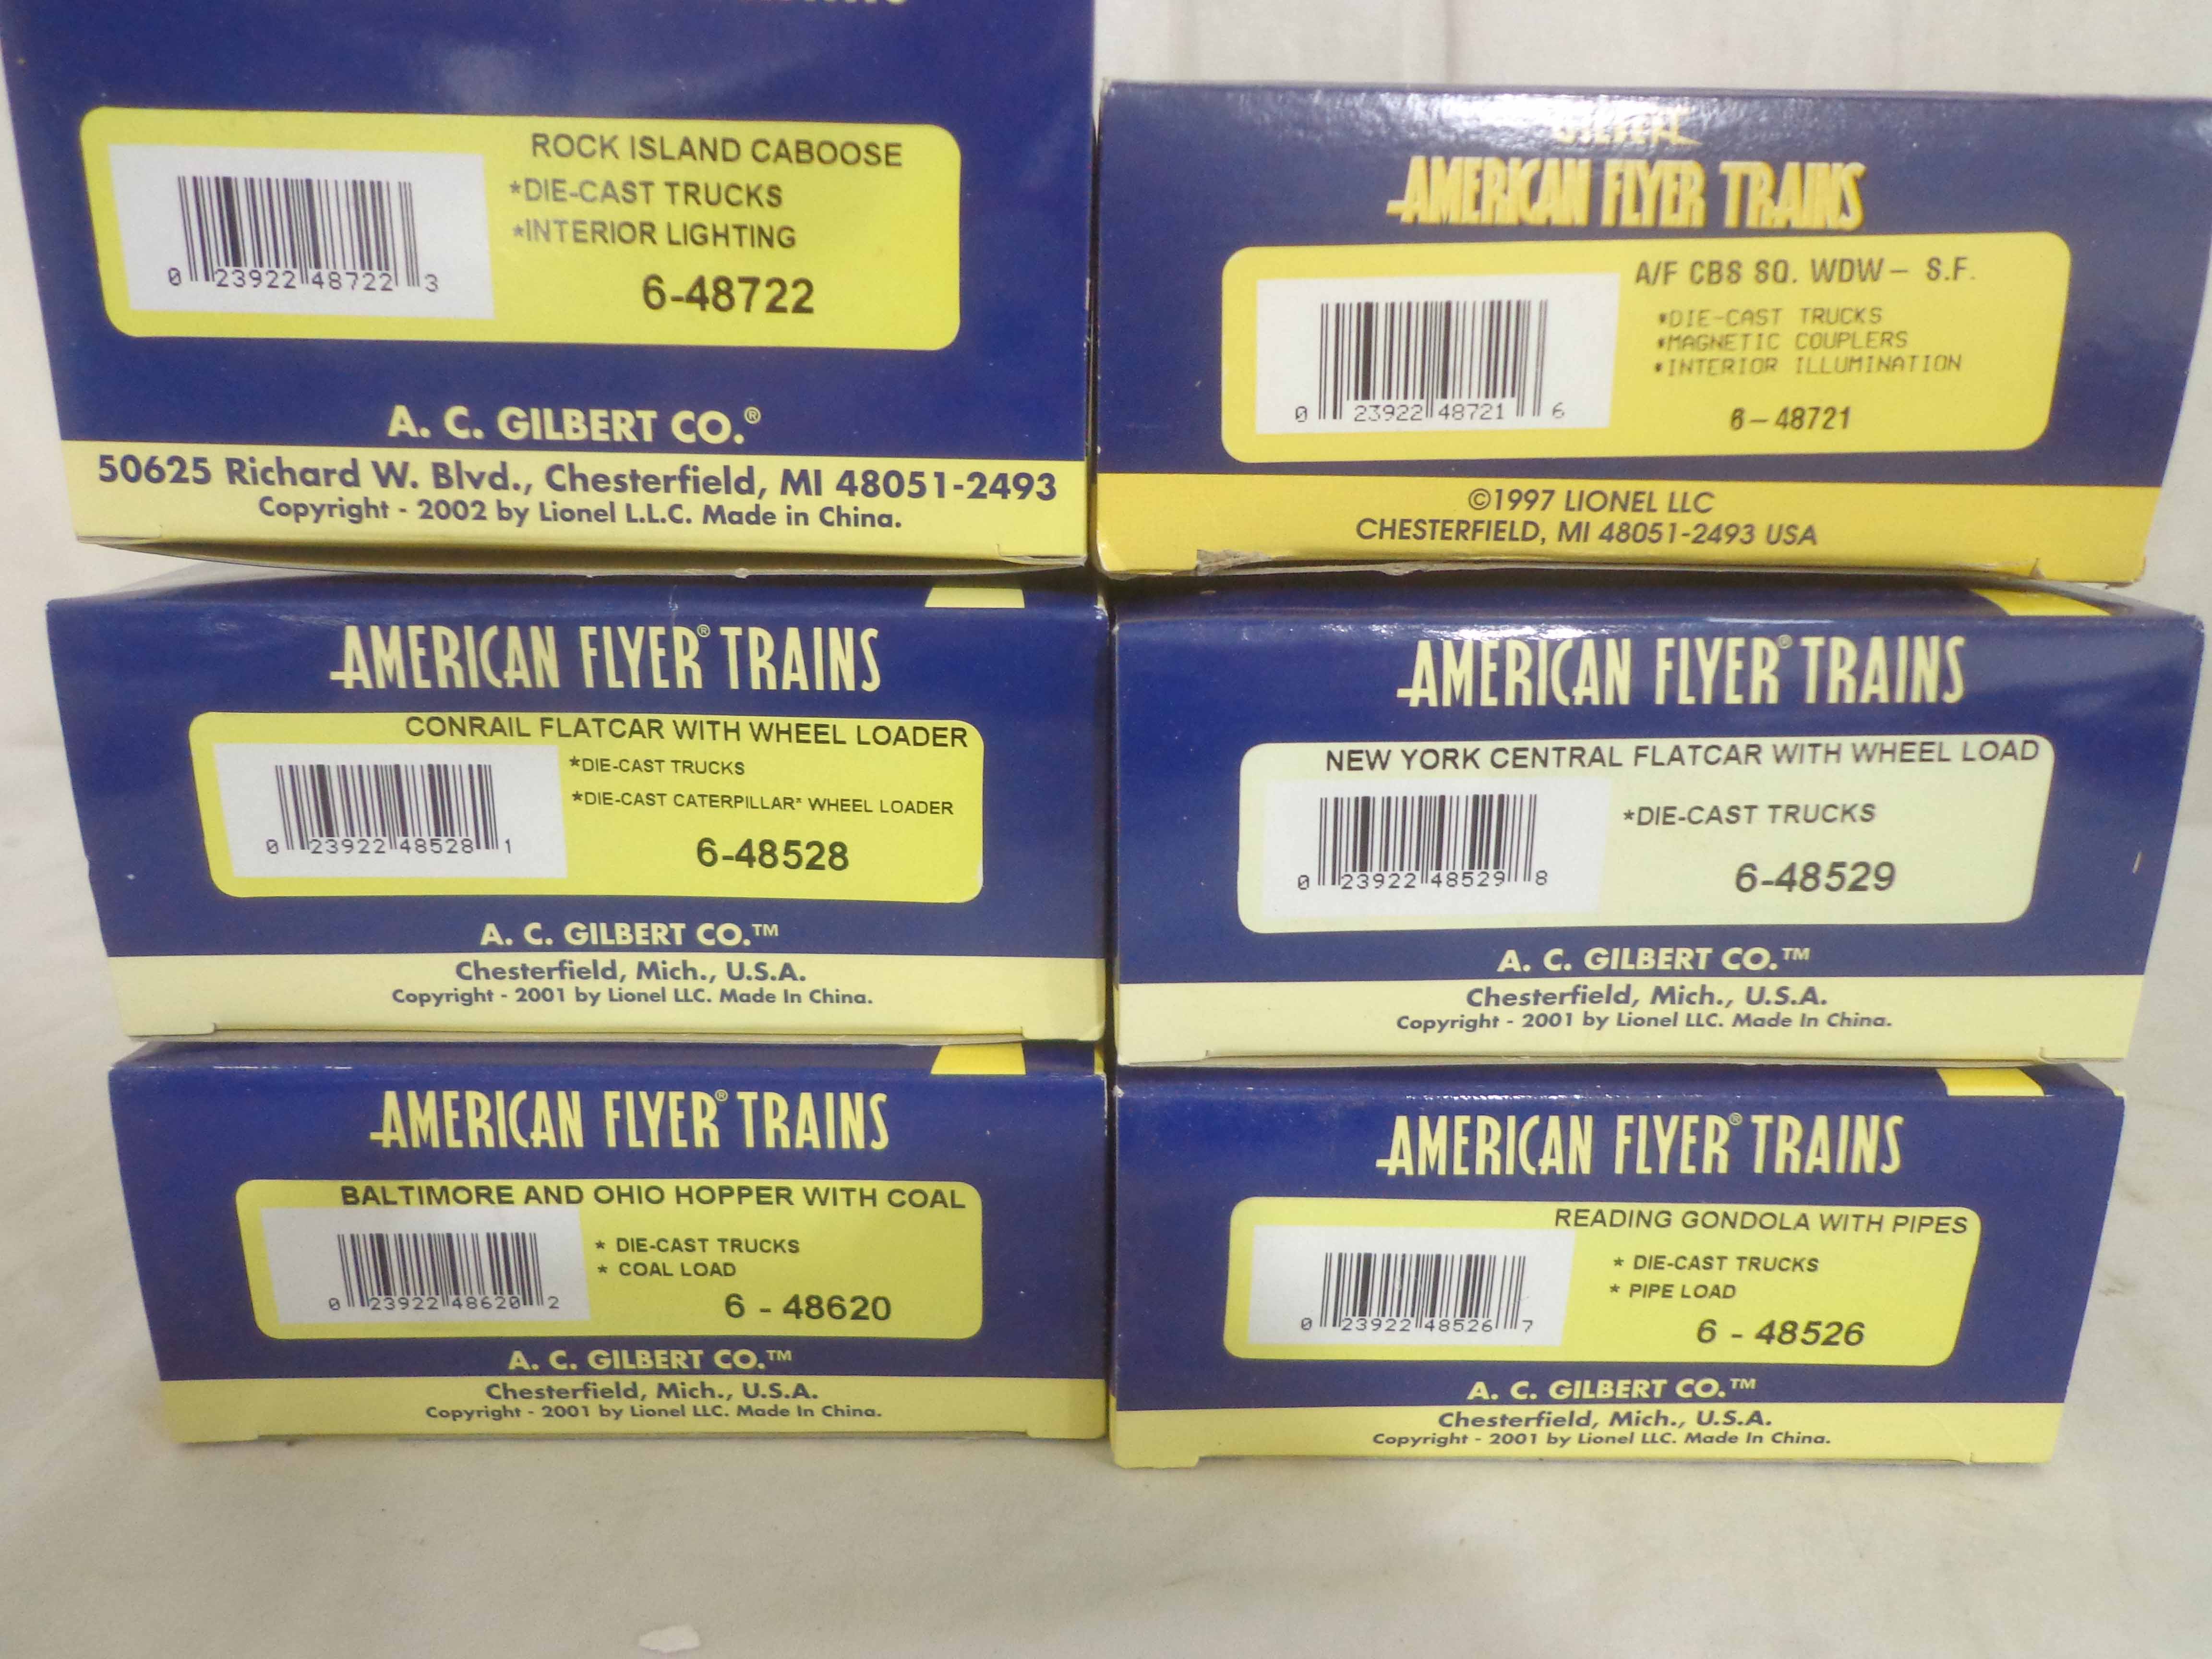 ROCK ISLAND CABOOSE
*DIE-CAST TRUCKS
*INTERIOR LIGHTING
6-48722
0 23922 48722 3
A. C. GILBERT CO.®
50625 Richard W. Blvd., Chesterfield, MI 48051-2493
Copyright - 2002 by Lionel L.L.C. Made in China.
AMERICAN FLYER TRAINS
A/F CBS SQ. WDW - S.F.
*DIE-CAST TRUCKS
*MAGNETIC COUPLERS
*INTERIOR ILLUMINATION
6-48721
0 23922 48721 6
©1997 LIONEL LLC
CHESTERFIELD, MI 48051-2493 USA
AMERICAN FLYER® TRAINS
CONRAIL FLATCAR WITH WHEEL LOADER
*DIE-CAST TRUCKS
*DIE-CAST CATERPILLAR® WHEEL LOADER
6-48528
0 23922 48528 1
A. C. GILBERT CO.™
Chesterfield, Mich., U.S.A.
Copyright - 2001 by Lionel LLC. Made In China.
AMERICAN FLYER® TRAINS
NEW YORK CENTRAL FLATCAR WITH WHEEL LOAD
*DIE-CAST TRUCKS
6-48529
0 23922 48529 8
A. C. GILBERT CO.™
Chesterfield, Mich., U.S.A.
Copyright - 2001 by Lionel LLC. Made In China.
AMERICAN FLYER® TRAINS
BALTIMORE AND OHIO HOPPER WITH COAL
* DIE-CAST TRUCKS
* COAL LOAD
6 - 48620
0 23922 48620 2
A. C. GILBERT CO.™
Chesterfield, Mich., U.S.A.
Copyright - 2001 by Lionel LLC. Made In China.
AMERICAN FLYER® TRAINS
READING GONDOLA WITH PIPES
* DIE-CAST TRUCKS
* PIPE LOAD
6 - 48526
0 23922 48526 7
A. C. GILBERT CO.™
Chesterfield, Mich., U.S.A.
Copyright - 2001 by Lionel LLC. Made In China.